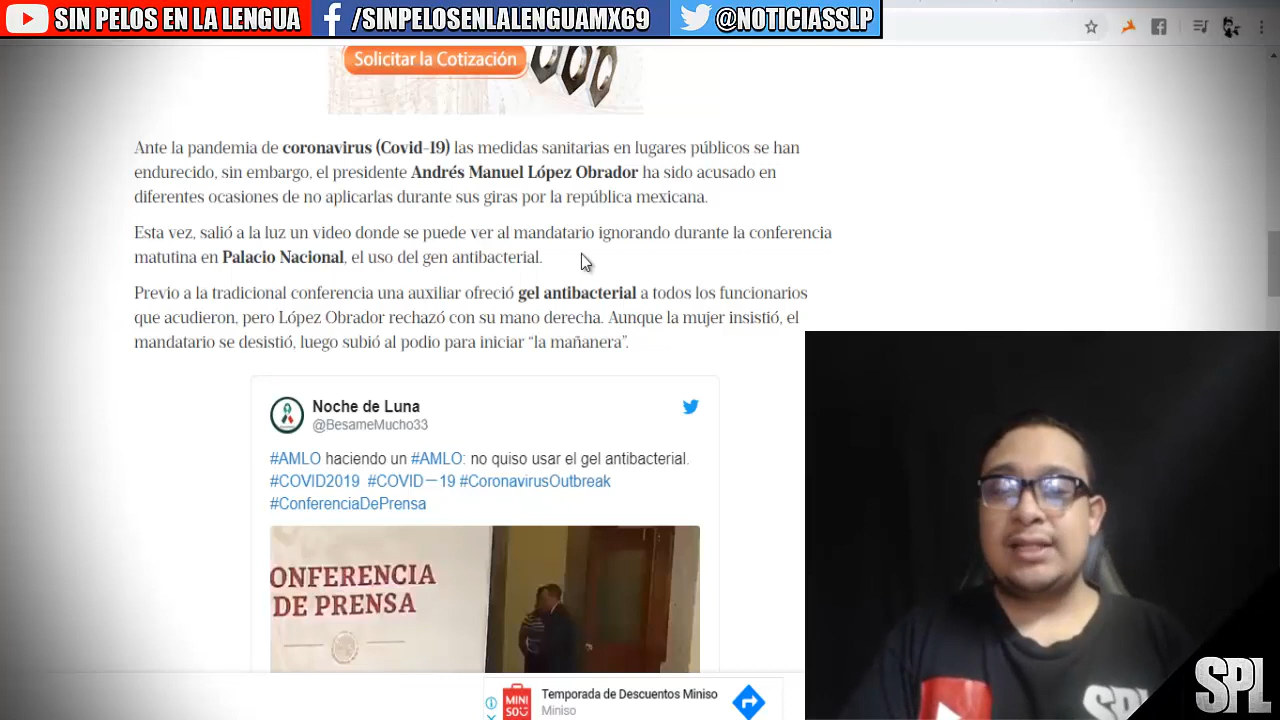 SIN PELOS EN LA LENGUA
/SINPELOSENLALENGUAMX69
@NOTICIASSLP
Solicitar la Cotización
Ante la pandemia de coronavirus (Covid-19) las medidas sanitarias en lugares públicos se han
endurecido, sin embargo, el presidente Andrés Manuel López Obrador ha sido acusado en
diferentes ocasiones de no aplicarlas durante sus giras por la república mexicana.
Esta vez, salió a la luz un video donde se puede ver al mandatario ignorando durante la conferencia
matutina en Palacio Nacional, el uso del gen antibacterial.
Previo a la tradicional conferencia una auxiliar ofreció gel antibacterial a todos los funcionarios
que acudieron, pero López Obrador rechazó con su mano derecha. Aunque la mujer insistió, el
mandatario se desistió, luego subió al podio para iniciar “la mañanera”.
Noche de Luna
@BesameMucho33
#AMLO haciendo un #AMLO: no quiso usar el gel antibacterial.
#COVID2019 #COVID—19 #CoronavirusOutbreak
#ConferenciaDePrensa
ONFERENCIA
DE PRENSA
MINI
SO
Temporada de Descuentos Miniso
Miniso
SPL
SPL